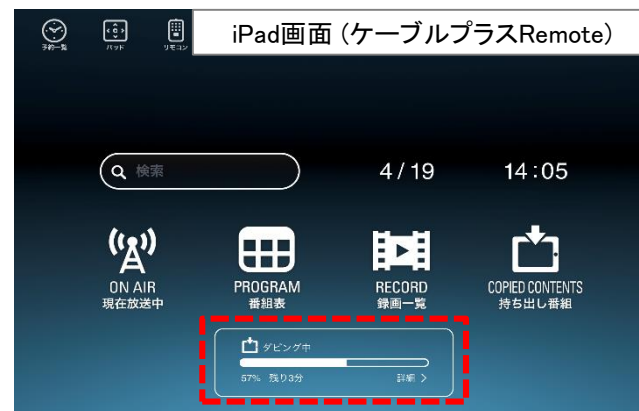 iPad画面（ケーブルプラスRemote）
予約一覧
パッド
リモコン
検索
4/19
14:05
ON AIR
現在放送中
PROGRAM
番組表
RECORD
録画一覧
COPIED CONTENTS
持ち出し番組
ダビング中
57% 残り3分
詳細 >